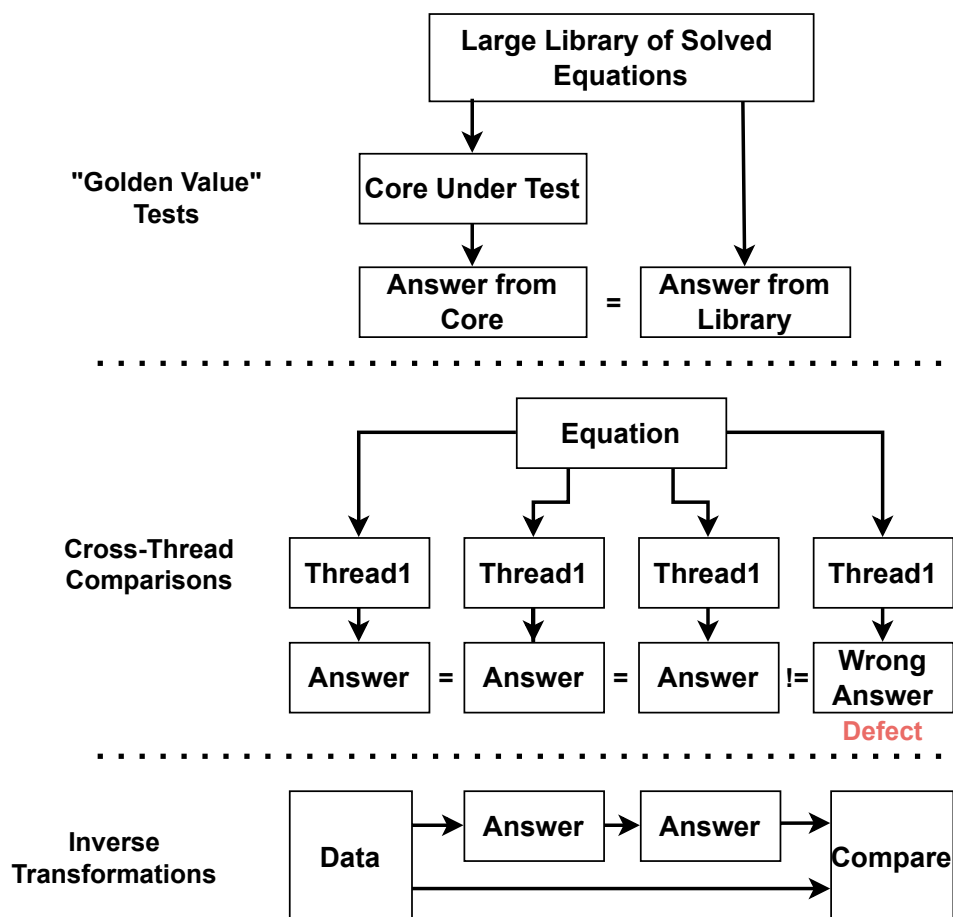 Large Library of Solved
Equations
"Golden Value"
Tests
Core Under Test
Answer from
Core
=
Answer from
Library
Equation
Cross-Thread
Comparisons
Thread1
Thread1
Thread1
Thread1
Answer
=
Answer
=
Answer
!=
Wrong
Answer
Defect
Inverse
Transformations
Data
Answer
Answer
Compare